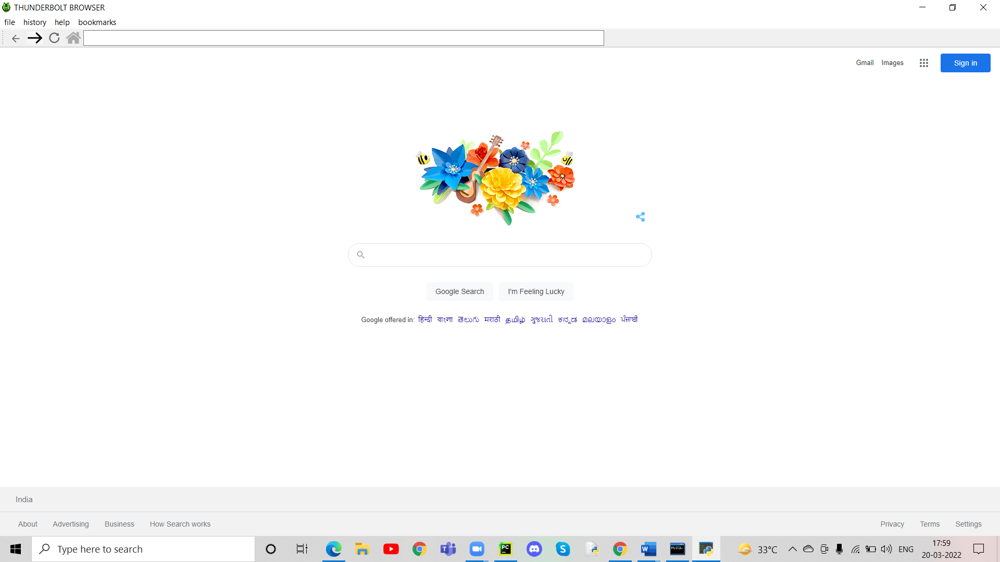 THUNDERBOLT BROWSER
file history help bookmarks
Gmail Images Sign in
Google Search I'm Feeling Lucky
Google offered in: हिन्दी বাংলা తెలుగు मराठी தமிழ் ગુજરાતી ಕನ್ನಡ മലയാളം ਪੰਜਾਬੀ
India
About Advertising Business How Search works Privacy Terms Settings
Type here to search
PC
S
W
MySQL
33°C
ENG
17:59
20-03-2022